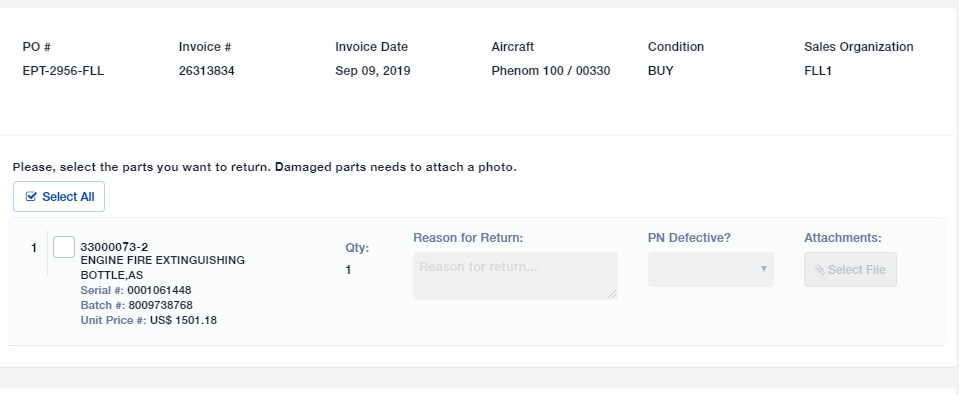 PO # Invoice # Invoice Date Aircraft Condition Sales Organization
EPT-2956-FLL 26313834 Sep 09, 2019 Phenom 100 / 00330 BUY FLL1
Please, select the parts you want to return. Damaged parts needs to attach a photo.
Select All
1 33000073-2
ENGINE FIRE EXTINGUISHING
BOTTLE,AS
Serial #: 0001061448
Batch #: 8009738768
Unit Price #: US$ 1501.18
Qty:
1
Reason for Return:
Reason for return...
PN Defective?
Attachments:
Select File